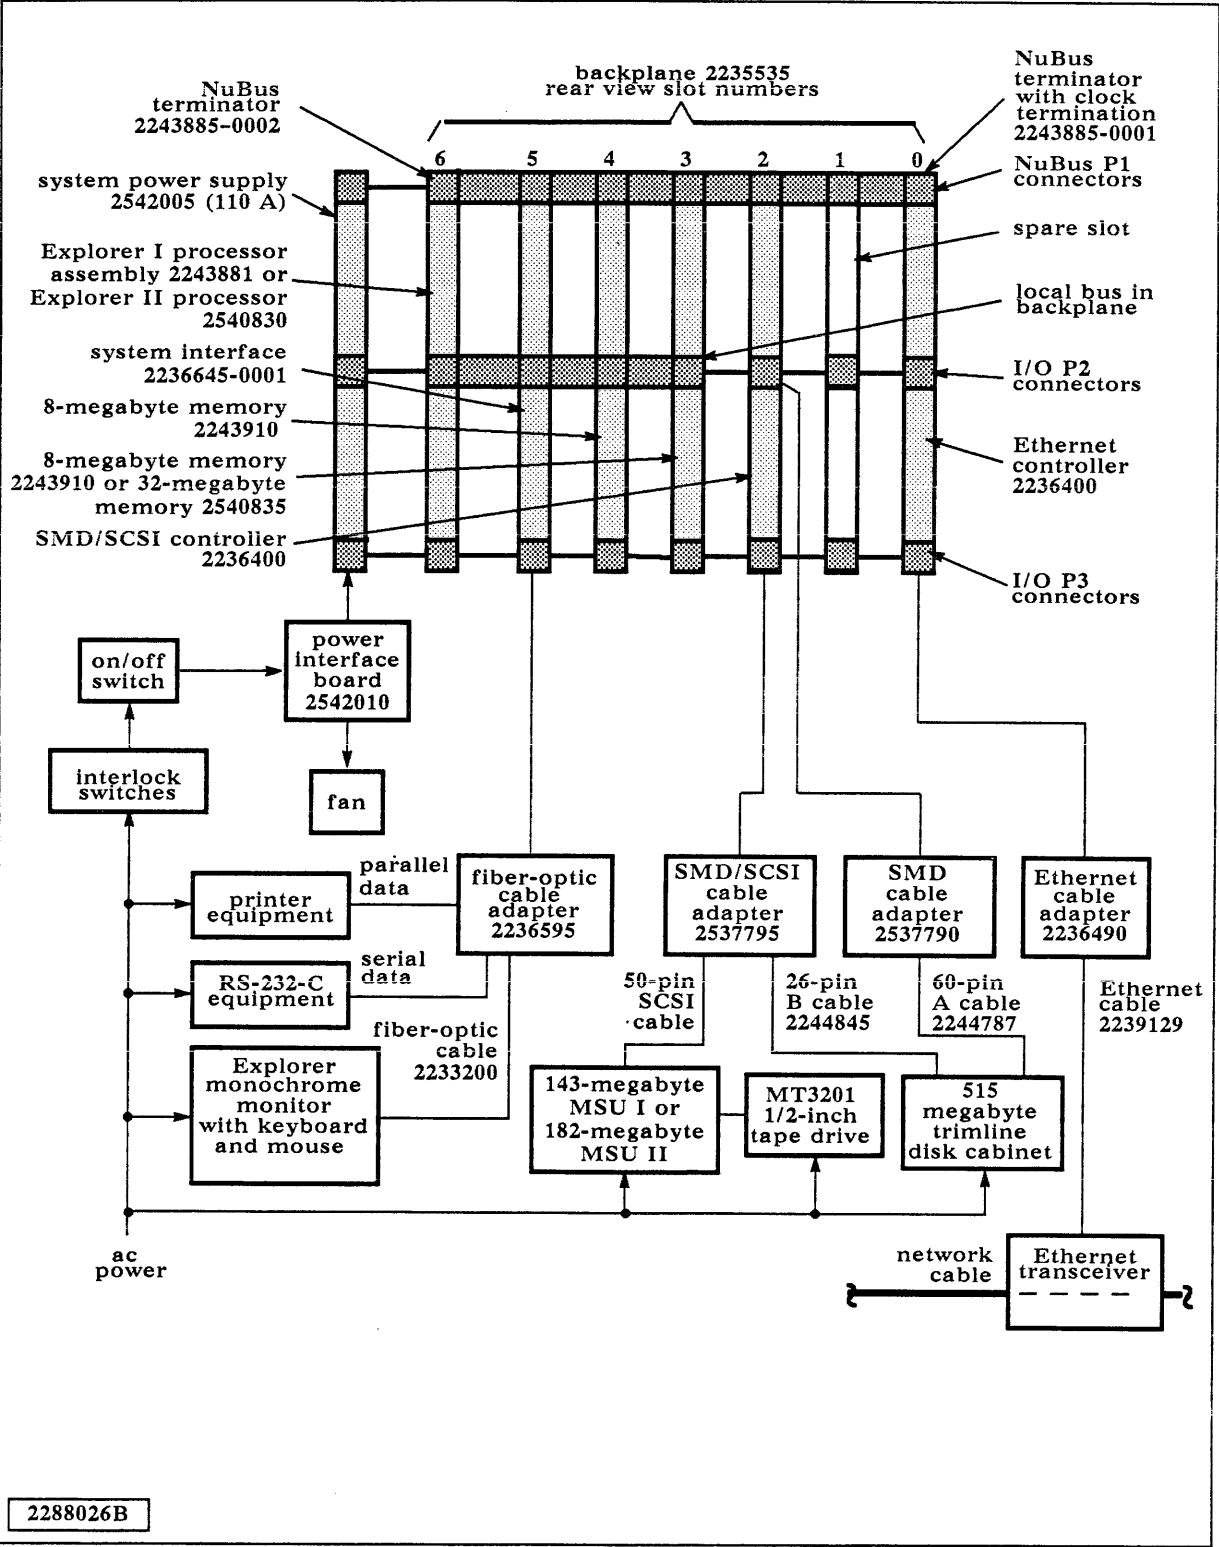 backplane 2235535
rear view slot numbers
NuBus
terminator
2243885-0002
NuBus
terminator
with clock
termination
2243885-0001
6 5 4 3 2 1 0
system power supply
2542005 (110 A)
NuBus P1
connectors
Explorer I processor
assembly 2243881 or
Explorer II processor
2540830
spare slot
local bus in
backplane
system interface
2236645-0001
I/O P2
connectors
8-megabyte memory
2243910
8-megabyte memory
2243910 or 32-megabyte
memory 2540835
Ethernet
controller
2236400
SMD/SCSI controller
2236400
I/O P3
connectors
on/off
switch
power
interface
board
2542010
interlock
switches
fan
printer
equipment
parallel
data
fiber-optic
cable
adapter
2236595
SMD/SCSI
cable
adapter
2537795
SMD
cable
adapter
2537790
Ethernet
cable
adapter
2236490
RS-232-C
equipment
serial
data
50-pin
SCSI
cable
26-pin
B cable
2244845
60-pin
A cable
2244787
Ethernet
cable
2239129
fiber-optic
cable
2233200
Explorer
monochrome
monitor
with keyboard
and mouse
143-megabyte
MSU I or
182-megabyte
MSU II
MT3201
1/2-inch
tape drive
515
megabyte
trimline
disk cabinet
ac
power
network
cable
Ethernet
transceiver
2288026B